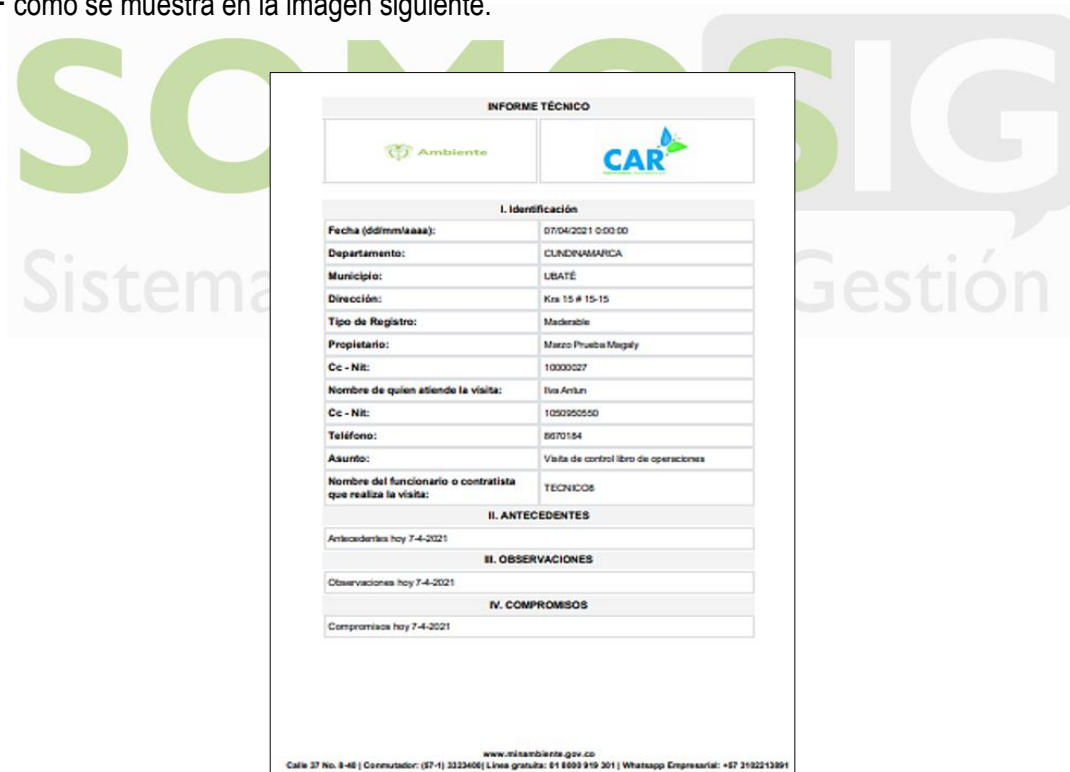 como se muestra en la imagen siguiente.
SOMOSIG
Sistema Gestión
INFORME TÉCNICO
Ambiente
CAR
I. Identificación
Fecha (dd/mm/aaaa): 07/04/2021 0:00:00
Departamento: CUNDINAMARCA
Municipio: UBATÉ
Dirección: Kra 15 # 15-15
Tipo de Registro: Maderable
Propietario: Marzo Prueba Magaly
Cc - Nit: 10000027
Nombre de quien atiende la visita: Ilva Antun
Cc - Nit: 1050950550
Teléfono: 8670184
Asunto: Visita de control libro de operaciones
Nombre del funcionario o contratista
que realiza la visita: TECNICO8
II. ANTECEDENTES
Antecedentes hoy 7-4-2021
III. OBSERVACIONES
Observaciones hoy 7-4-2021
IV. COMPROMISOS
Compromisos hoy 7-4-2021
www.minambiente.gov.co
Calle 37 No. 8-40 | Conmutador: (57-1) 3323400| Línea gratuita: 01 8000 919 301 | Whatsapp Empresarial: +57 3102213891